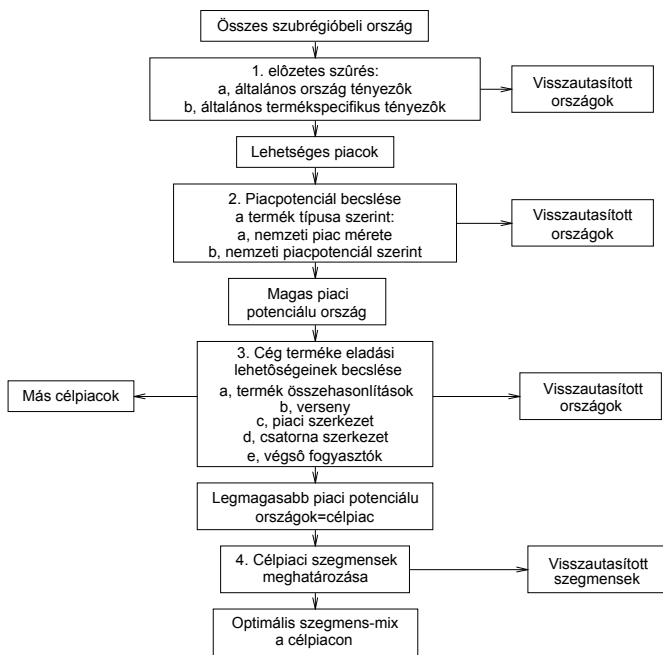 Összes szubrégióbeli ország
1. elôzetes szûrés:
a, általános ország tényezôk
b, általános termékspecifikus tényezôk
Visszautasított
országok
Lehetséges piacok
2. Piacpotenciál becslése
a termék típusa szerint:
a, nemzeti piac mérete
b, nemzeti piacpotenciál szerint
Visszautasított
országok
Magas piaci
potenciálu ország
3. Cég terméke eladási
lehetôségeinek becslése
a, termék összehasonlítások
b, verseny
c, piaci szerkezet
d, csatorna szerkezet
e, végsô fogyasztók
Más célpiacok
Visszautasított
országok
Legmagasabb piaci potenciálu
országok=célpiac
4. Célpiaci szegmensek
meghatározása
Visszautasított
szegmensek
Optimális szegmens-mix
a célpiacon